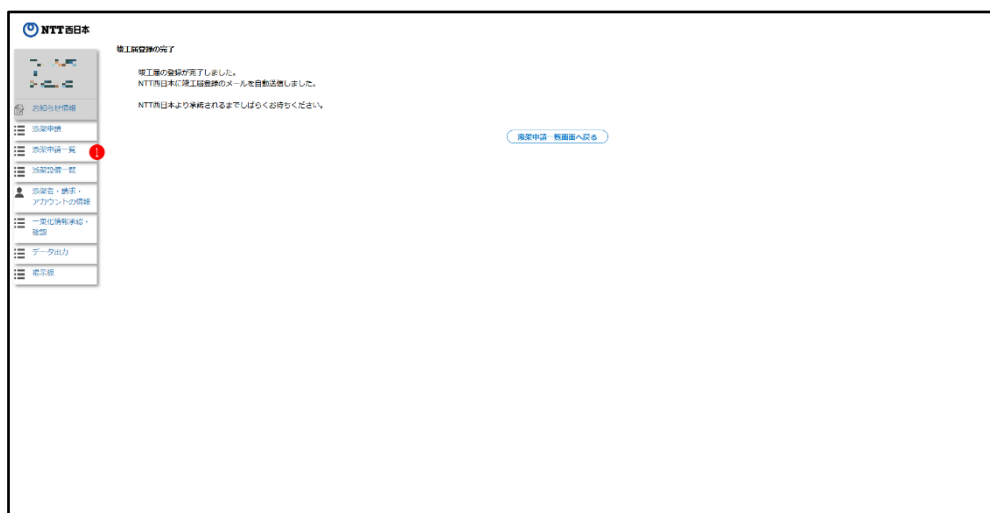 NTT西日本
竣工届登録の完了
竣工届の登録が完了しました。
NTT西日本に竣工届登録のメールを自動送信しました。
NTT西日本より承諾されるまでしばらくお待ちください。
添架申請一覧画面へ戻る
お知らせ情報
添架申請
添架申請一覧
1
添架設備一覧
添架者・請求・
アカウントの情報
一束化情報承諾・
確認
データ出力
掲示板